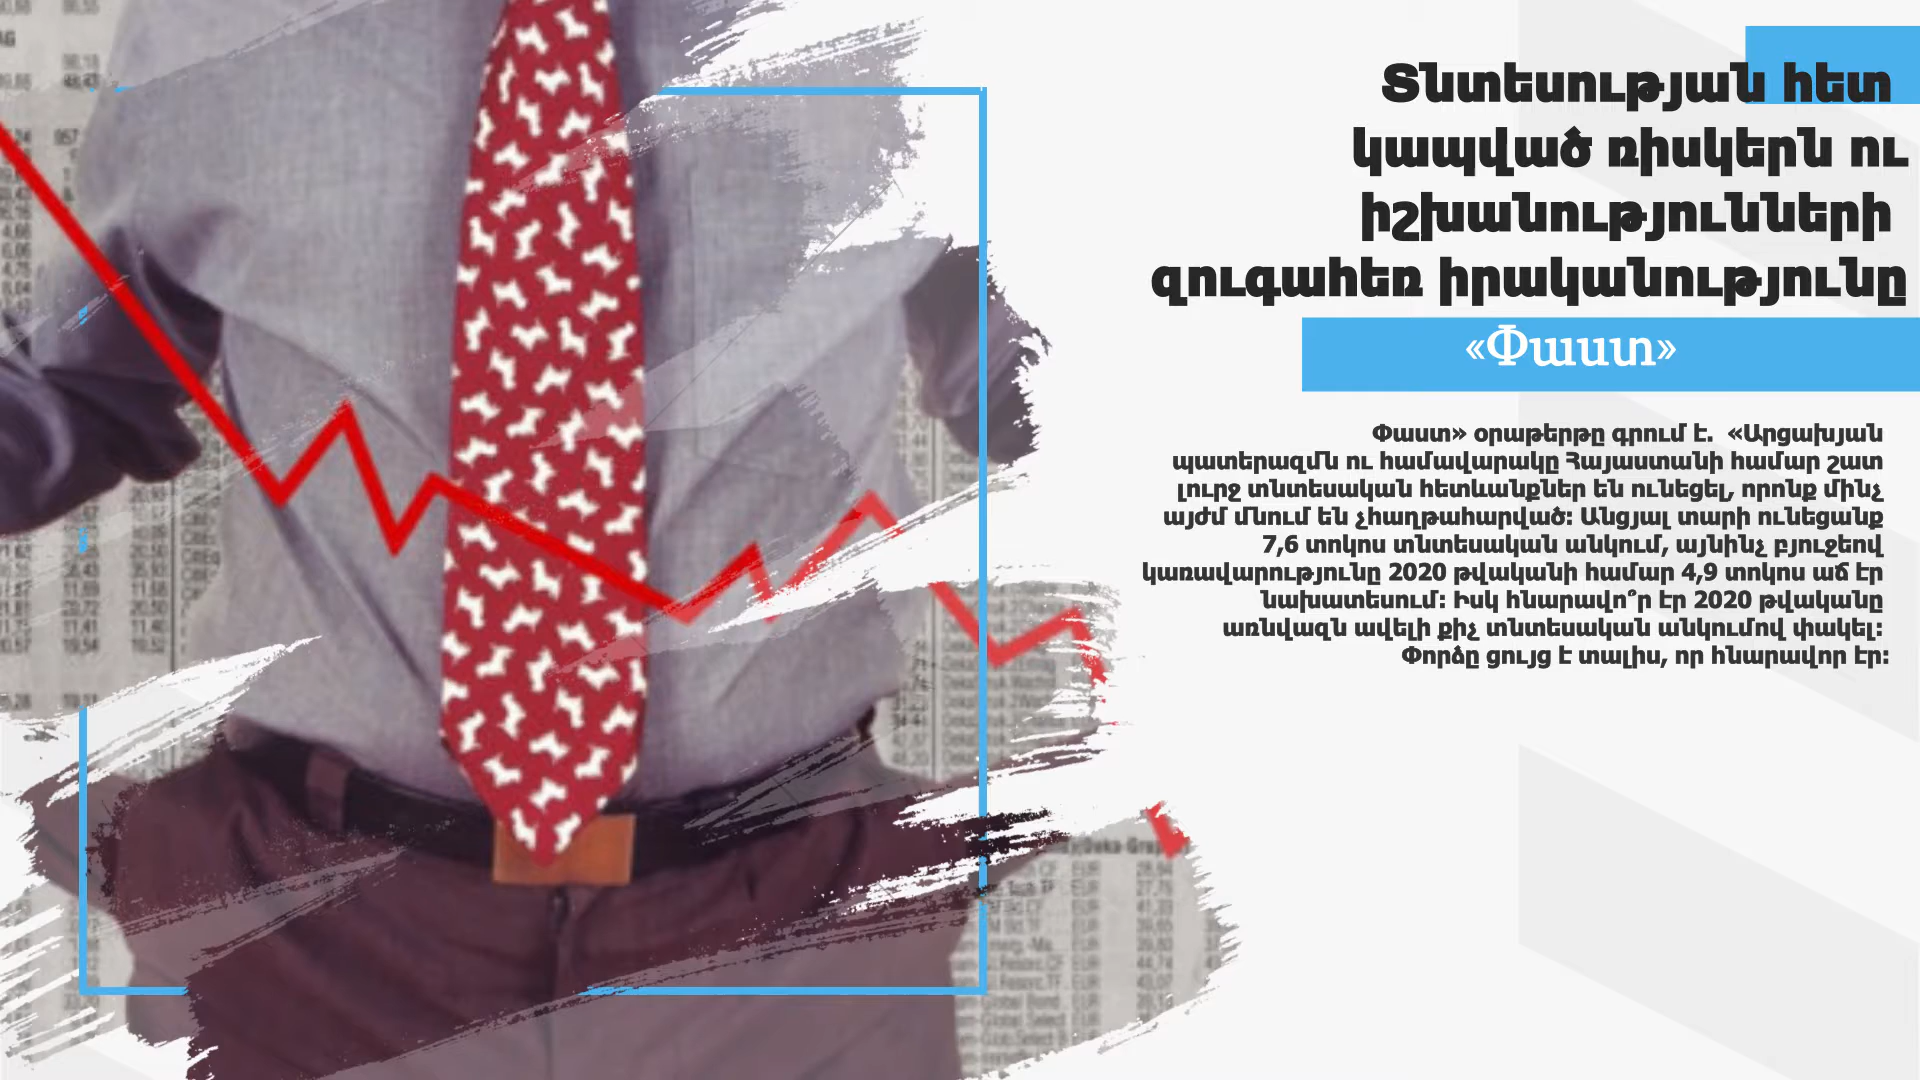 Տնտեսության հետ
կապված ռիսկերն ու
իշխանությունների
զուգահեռ իրականությունը
«Փաստ»
Փաստ» օրաթերթը գրում է. «Արցախյան
պատերազմն ու համավարակը Հայաստանի համար շատ
լուրջ տնտեսական հետևանքներ են ունեցել, որոնք մինչ
այժմ մնում են չհաղթահարված: Անցյալ տարի ունեցանք
7,6 տոկոս տնտեսական անկում, այնինչ բյուջեով
կառավարությունը 2020 թվականի համար 4,9 տոկոս աճ էր
նախատեսում: Իսկ հնարավո՞ր էր 2020 թվականը
առնվազն ավելի քիչ տնտեսական անկումով փակել:
Փորձը ցույց է տալիս, որ հնարավոր էր: